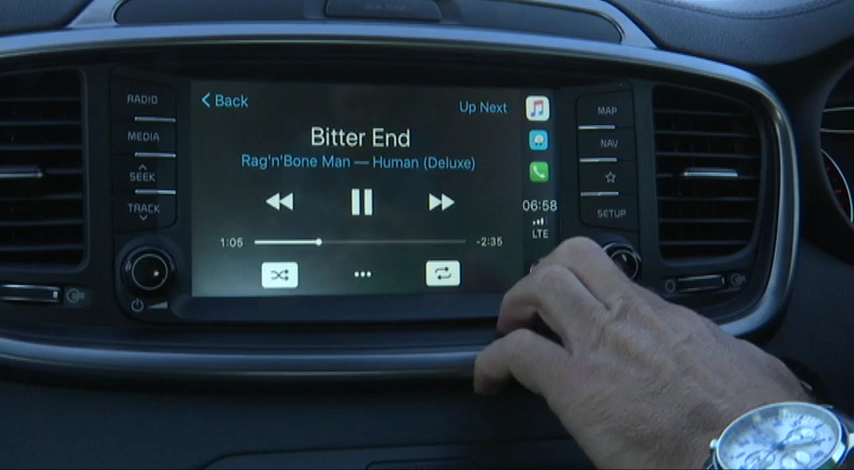 RADIO
MEDIA
SEEK
TRACK
Back
Up Next
Bitter End
Rag'n'Bone Man — Human (Deluxe)
1:05
-2:35
06:58
LTE
MAP
NAV
SETUP